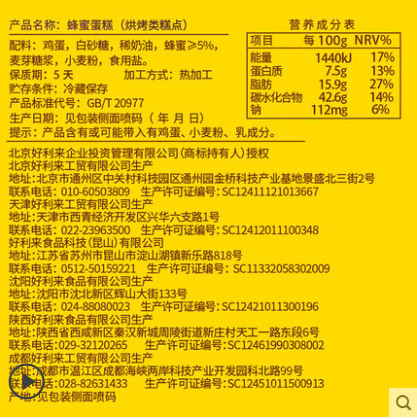 产品名称：蜂蜜蛋糕（烘烤类糕点）
配料：鸡蛋，白砂糖，稀奶油，蜂蜜≥5%，
麦芽糖浆，小麦粉，食用盐。
保质期：5 天 加工方式：热加工
贮存条件：冷藏保存
产品标准代号：GB/T 20977
生产日期：见包装侧面喷码（ 年 月 日）
提示：产品含有或可能带入有鸡蛋、小麦粉、乳成分。
营养成分表
项目 每 100g NRV%
能量 1440kJ 17%
蛋白质 7.5g 13%
脂肪 15.9g 27%
碳水化合物 42.6g 14%
钠 112mg 6%
北京好利来企业投资管理有限公司（商标持有人）授权
北京好利来工贸有限公司生产
地址：北京市通州区中关村科技园区通州园金桥科技产业基地景盛北三街2号
联系电话：010-60503809 生产许可证编号：SC12411121013667
天津好利来工贸有限公司生产
地址：天津市西青经济开发区兴华六支路1号
联系电话：022-23963500 生产许可证编号：SC12412011100348
好利来食品科技（昆山）有限公司
地址：江苏省苏州市昆山市淀山湖镇新乐路818号
联系电话：0512-50159221 生产许可证编号：SC11332058302009
沈阳好利来食品有限公司生产
地址：沈阳市沈北新区辉山大街133号
联系电话：024-88080023 生产许可证编号：SC12421011300196
陕西好利来食品有限公司生产
地址：陕西省西咸新区秦汉新城周陵街道新庄村天工一路东段6号
联系电话：029-32120265 生产许可证编号：SC12461990308002
成都好利来工贸有限公司生产
地址：成都市温江区成都海峡两岸科技产业开发园科北路99号
联系电话：028-82631433 生产许可证编号：SC12451011500913
产地：见包装侧面喷码